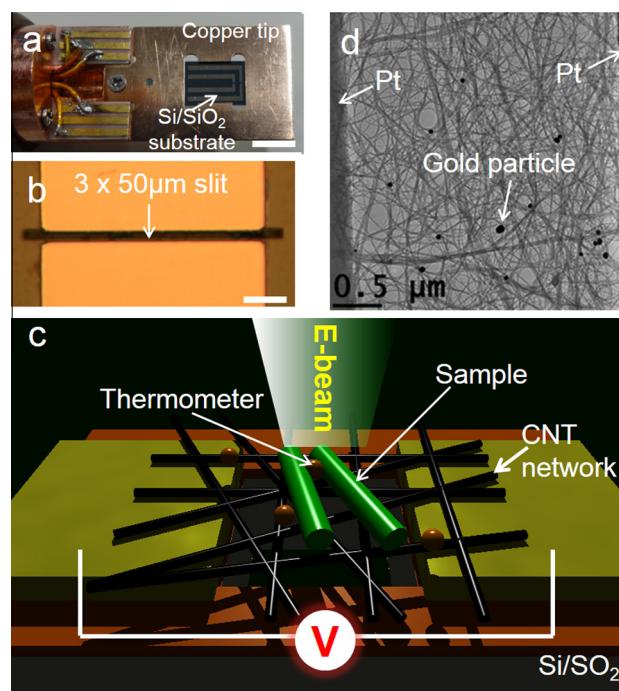 a
Copper tip
Si/SiO₂
substrate
b
3 x 50μm slit
d
Pt
Pt
Gold particle
0.5 μm
c
E-beam
Thermometer
Sample
CNT
network
V
Si/SO₂